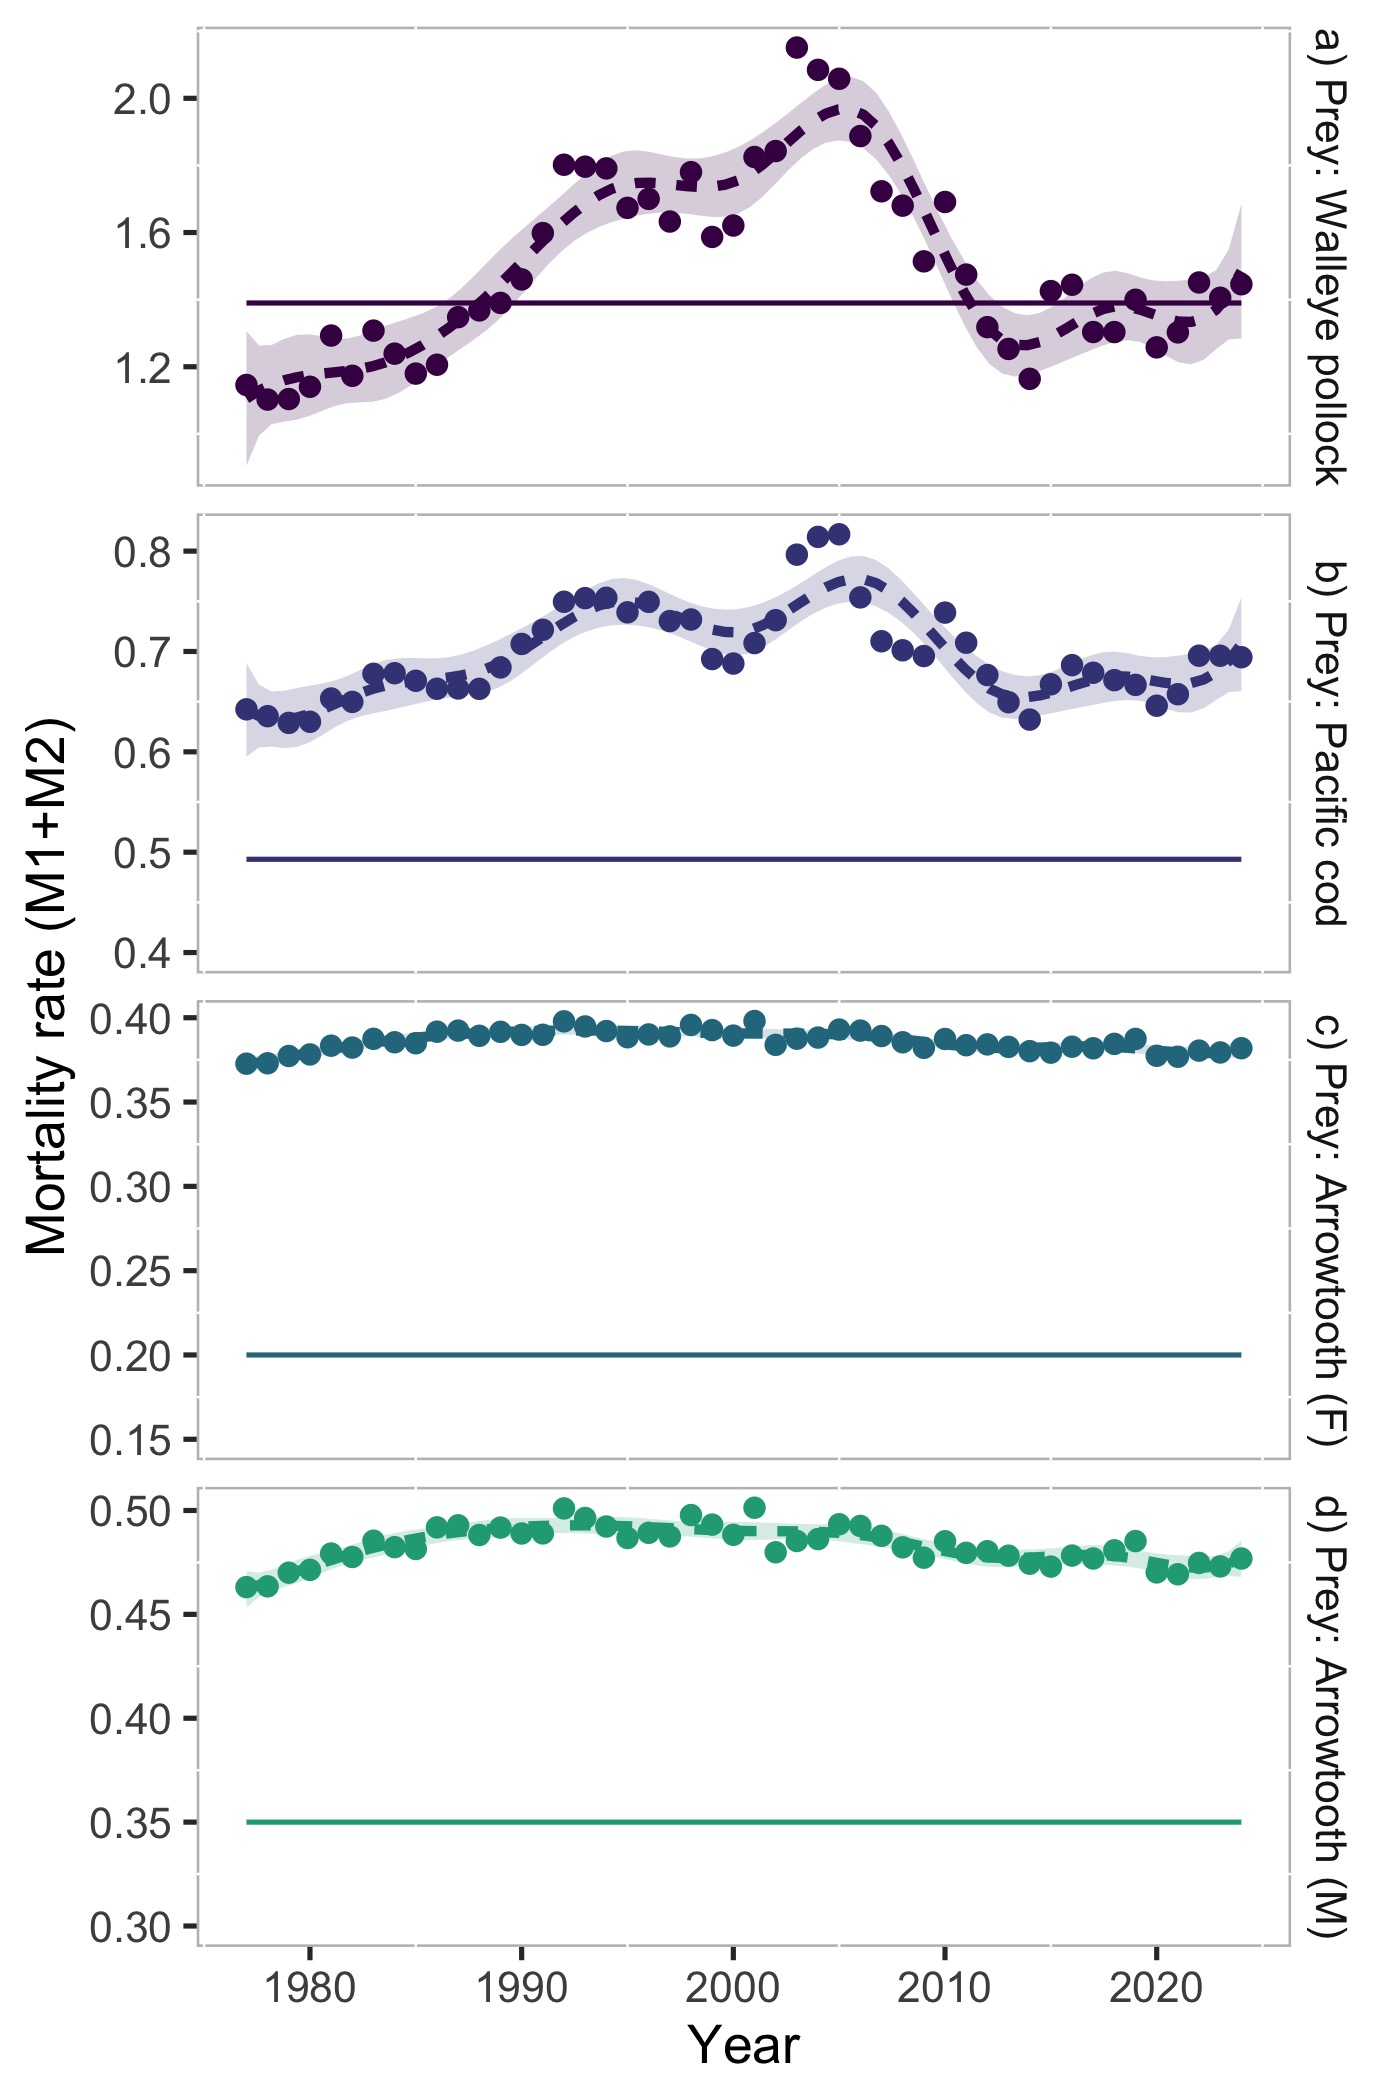 Mortality rate (M1+M2)
2.0
1.6
1.2
a) Prey: Walleye pollock
0.8
0.7
0.6
0.5
0.4
b) Prey: Pacific cod
0.40
0.35
0.30
0.25
0.20
0.15
c) Prey: Arrowtooth (F)
0.50
0.45
0.40
0.35
0.30
d) Prey: Arrowtooth (M)
1980 1990 2000 2010 2020
Year